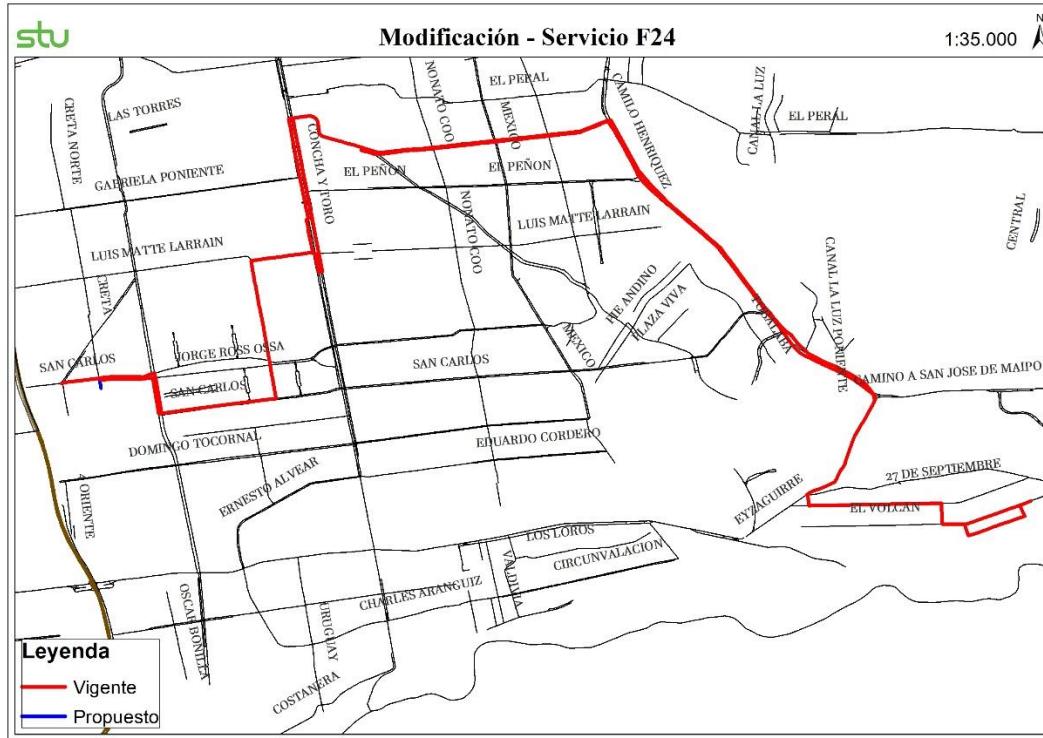 stu
Modificación - Servicio F24
1:35.000
N
EL PERAL
NONATO COO
MEXICO
CAMILO HENRIQUEZ
CANAL LA LUZ
EL PERAL
CRETA NORTE
LAS TORRES
CONCHA Y TORO
GABRIELA PONIENTE
EL PEÑON
EL PEÑON
NONATO COO
LUIS MATTE LARRAIN
CENTRAL
LUIS MATTE LARRAIN
CRETA
PIE ANDINO
PLAZA VIVA
TOBALABA
CANAL LA LUZ PONIENTE
MEXICO
JORGE ROSS OSSA
SAN CARLOS
SAN CARLOS
SAN CARLOS
CAMINO A SAN JOSE DE MAIPO
DOMINGO TOCORNAL
EDUARDO CORDERO
ERNESTO ALVEAR
27 DE SEPTIEMBRE
EYZAGUIRRE
EL VOLCAN
ORIENTE
LOS LOROS
VALDIVIA
CIRCUNVALACION
CHARLES ARANGUIZ
OSCAR BONILLA
URUGUAY
COSTANERA
Leyenda
Vigente
Propuesto